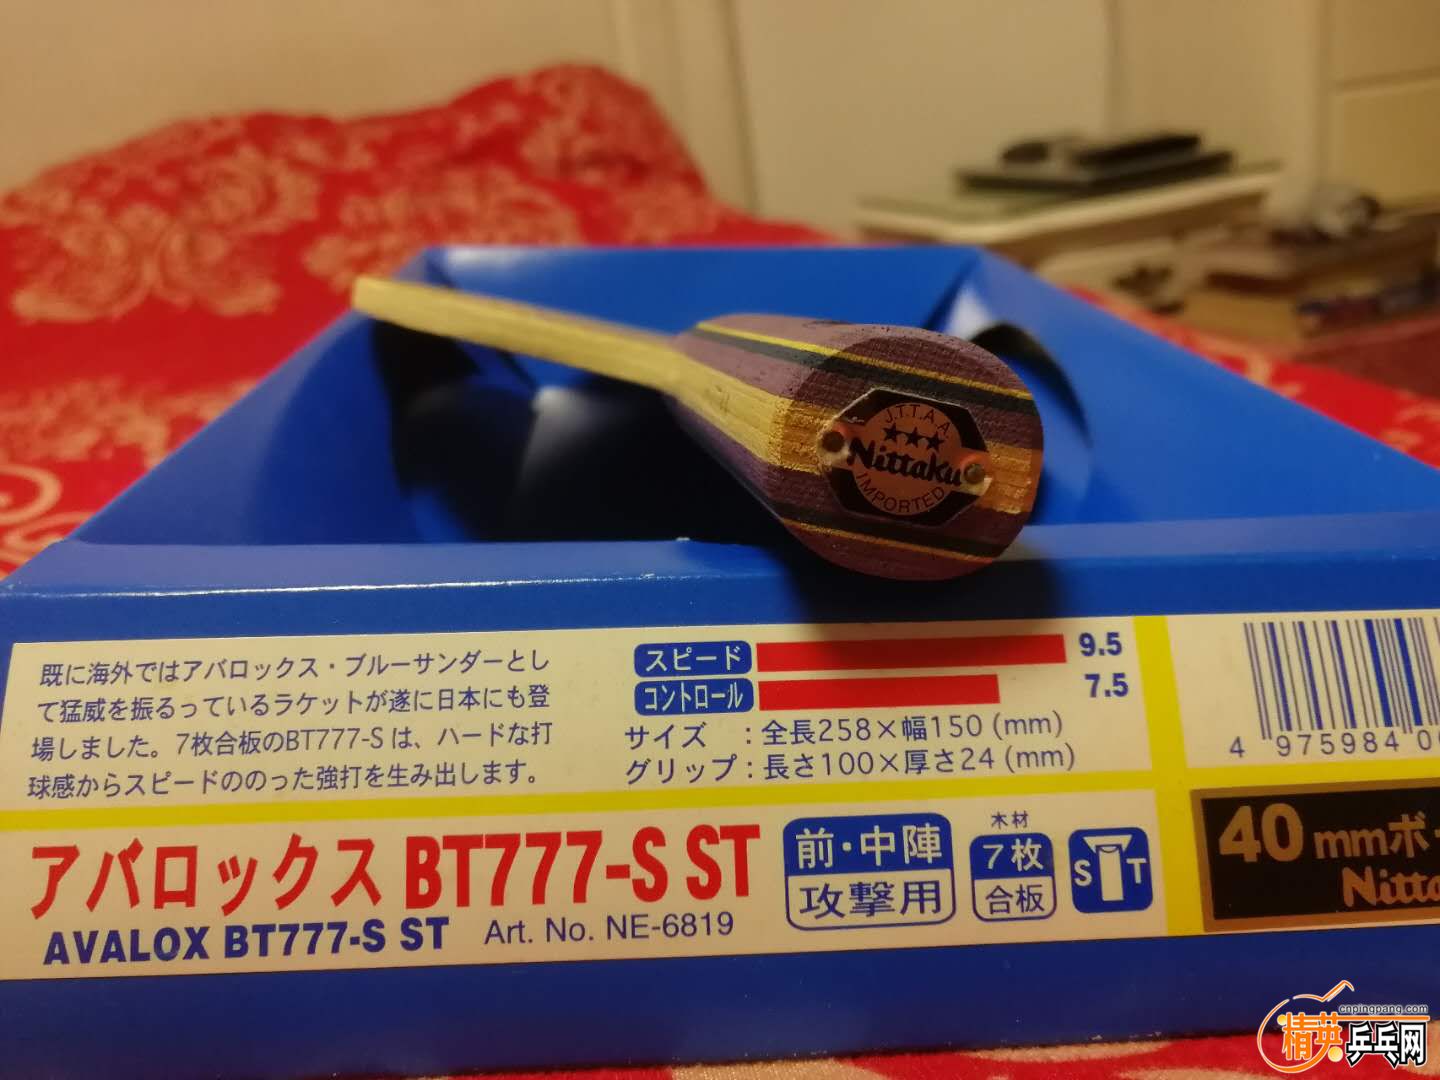 J.T.T.A.A.
★★★
Nittaku
IMPORTED
既に海外ではアバロックス・ブルーサンダーとし
て猛威を振るっているラケットが遂に日本にも登
場しました。7枚合板のBT777-Sは、ハードな打
球感からスピードののった強打を生み出します。
スピード 9.5
コントロール 7.5
サイズ :全長258×幅150(mm)
グリップ:長さ100×厚さ24(mm)
4 975984 0
アバロックス BT777-S ST
AVALOX BT777-S ST Art. No. NE-6819
前・中陣
攻撃用
木材
7枚
合板
S T
40mmボ
Nitta
cnpingpang.com
精英乒乓网